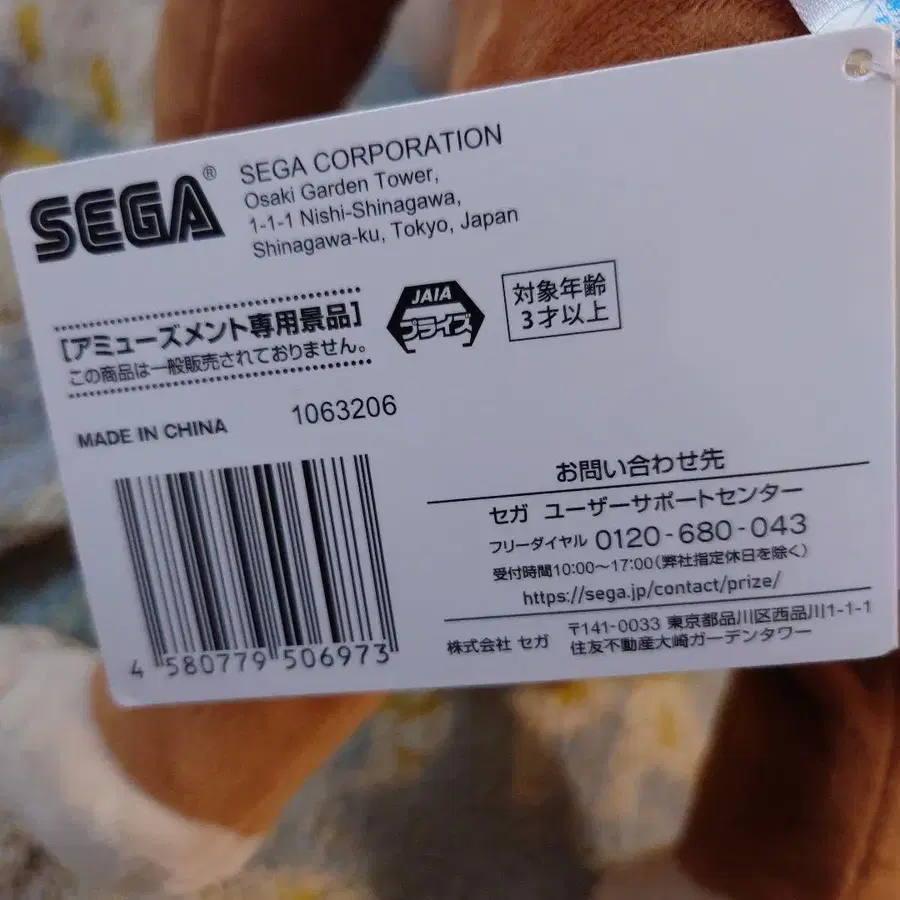 SEGA®
SEGA CORPORATION
Osaki Garden Tower,
1-1-1 Nishi-Shinagawa,
Shinagawa-ku, Tokyo, Japan
[アミューズメント専用景品]
この商品は一般販売されておりません。
JAIA
プライズ
対象年齢
3才以上
MADE IN CHINA
1063206
4 580779 506973
お問い合わせ先
セガ ユーザーサポートセンター
フリーダイヤル 0120-680-043
受付時間10:00～17:00(弊社指定休日を除く)
https://sega.jp/contact/prize/
株式会社 セガ
〒141-0033 東京都品川区西品川1-1-1
住友不動産大崎ガーデンタワー